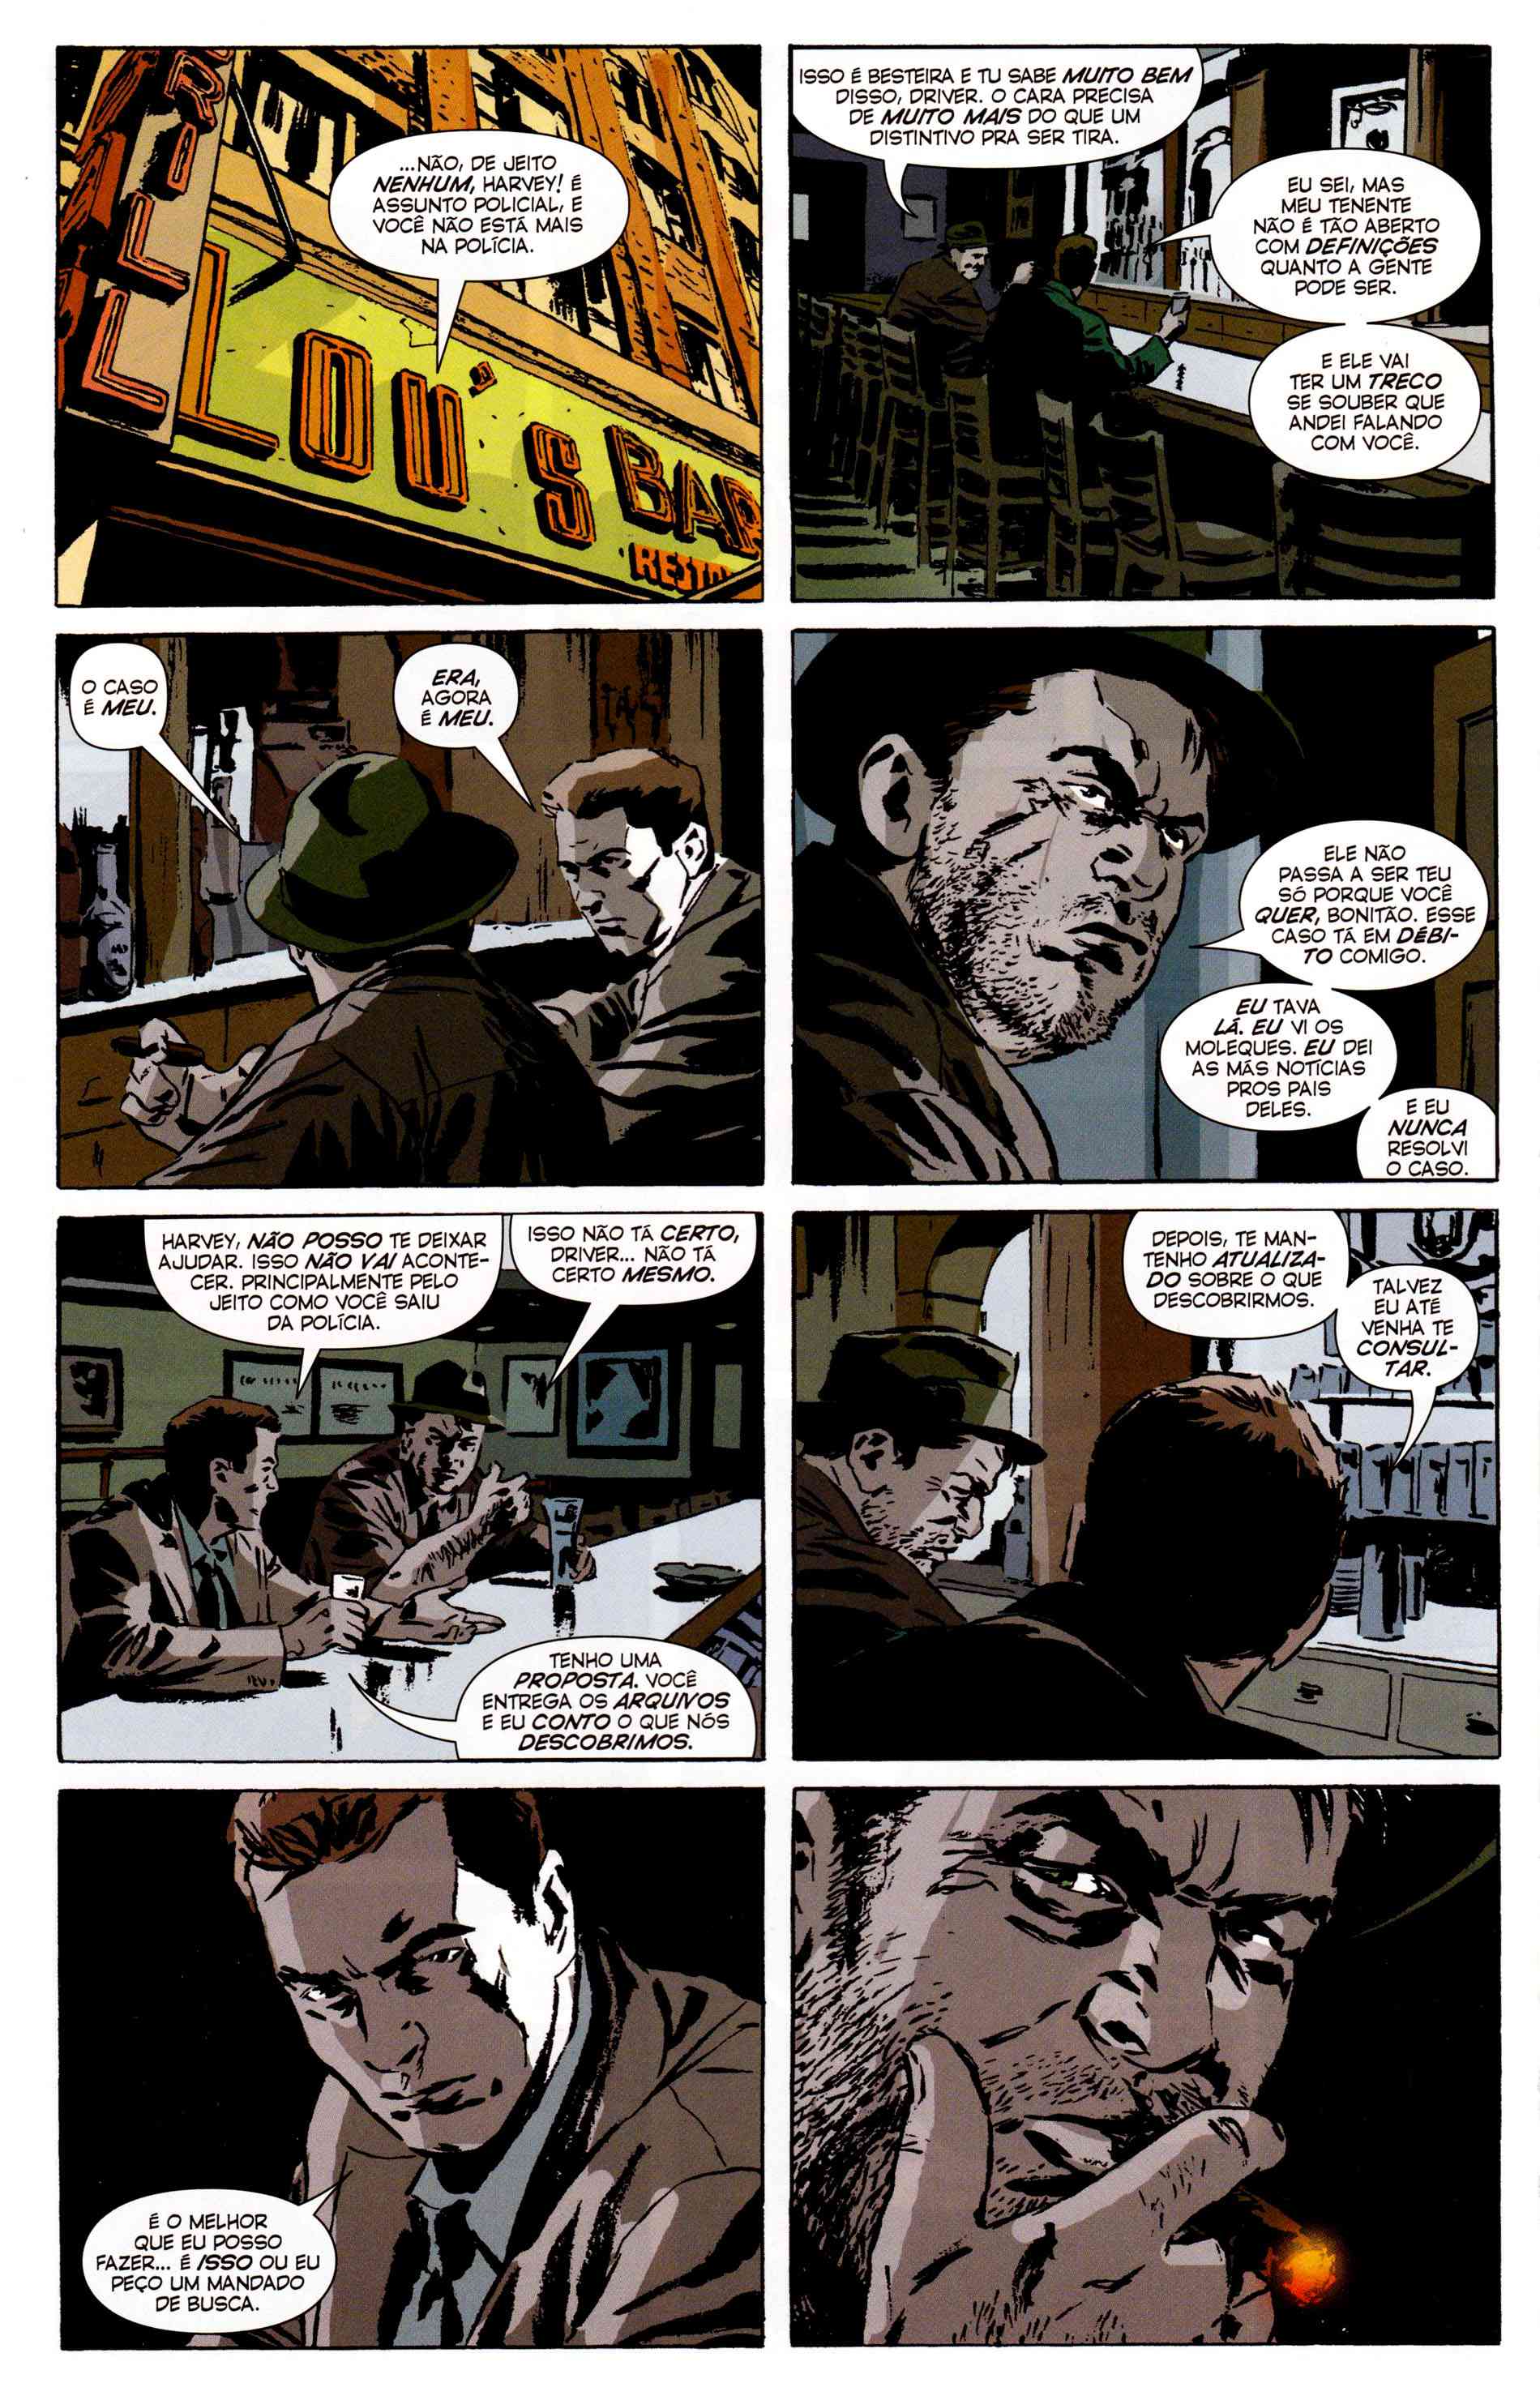 ...NÃO, DE JEITO
NENHUM, HARVEY! É
ASSUNTO POLICIAL, E
VOCÊ NÃO ESTÁ MAIS
NA POLÍCIA.
LOU'S BAR
ISSO É BESTEIRA E TU SABE MUITO BEM
DISSO, DRIVER. O CARA PRECISA
DE MUITO MAIS DO QUE UM
DISTINTIVO PRA SER TIRA.
EU SEI, MAS
MEU TENENTE
NÃO É TÃO ABERTO
COM DEFINIÇÕES
QUANTO A GENTE
PODE SER.
E ELE VAI
TER UM TRECO
SE SOUBER QUE
ANDEI FALANDO
COM VOCÊ.
O CASO
É MEU.
ERA,
AGORA
É MEU.
ELE NÃO
PASSA A SER TEU
SÓ PORQUE VOCÊ
QUER, BONITÃO. ESSE
CASO TÁ EM DÉBI-
TO COMIGO.
EU TAVA
LÁ. EU VI OS
MOLEQUES. EU DEI
AS MÁS NOTÍCIAS
PROS PAIS
DELES.
E EU
NUNCA
RESOLVI
O CASO.
HARVEY, NÃO POSSO TE DEIXAR
AJUDAR. ISSO NÃO VAI ACONTE-
CER. PRINCIPALMENTE PELO
JEITO COMO VOCÊ SAIU
DA POLÍCIA.
ISSO NÃO TÁ CERTO,
DRIVER... NÃO TÁ
CERTO MESMO.
TENHO UMA
PROPOSTA. VOCÊ
ENTREGA OS ARQUIVOS
E EU CONTO O QUE NÓS
DESCOBRIMOS.
DEPOIS, TE MAN-
TENHO ATUALIZA-
DO SOBRE O QUE
DESCOBRIRMOS.
TALVEZ
EU ATÉ
VENHA TE
CONSUL-
TAR.
É O MELHOR
QUE EU POSSO
FAZER... É ISSO OU EU
PEÇO UM MANDADO
DE BUSCA.